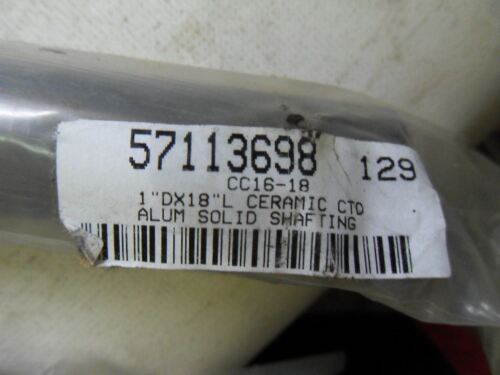 57113698 129
CC16-18
1"DX18"L CERAMIC CTD
ALUM SOLID SHAFTING